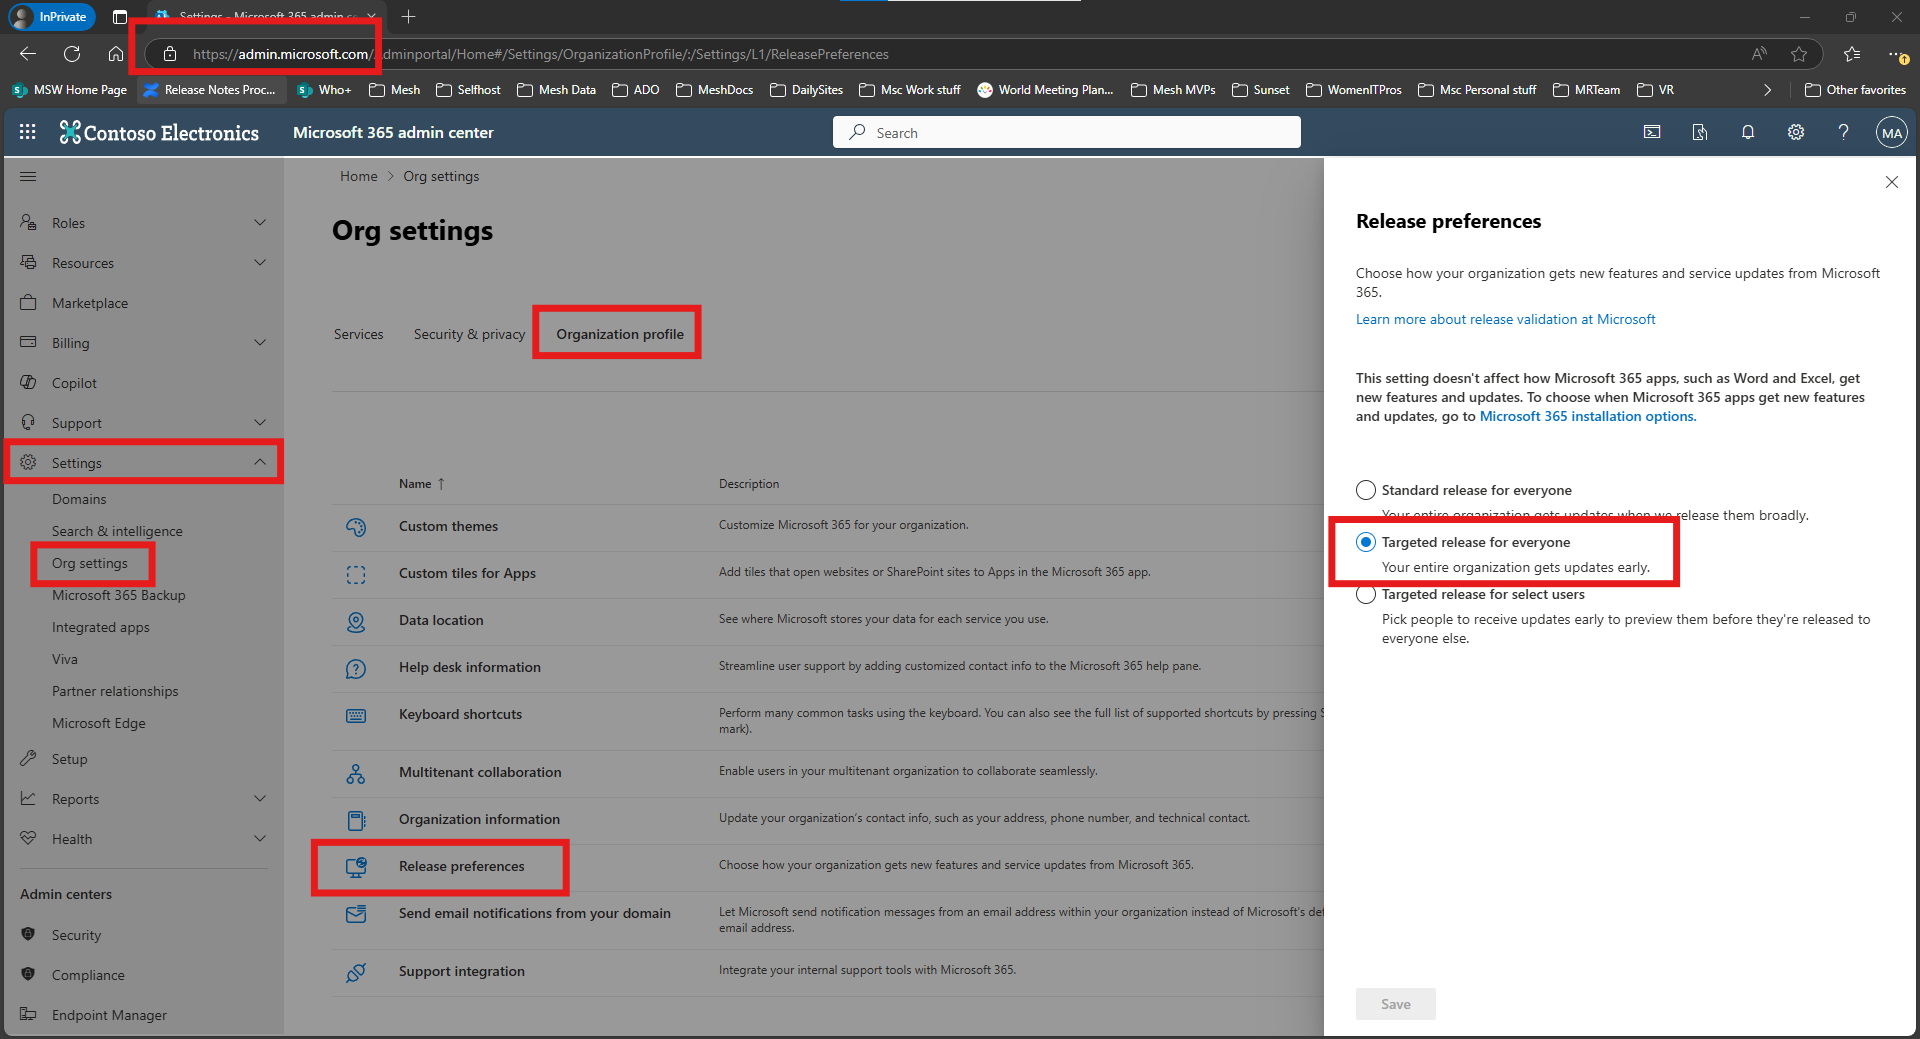 InPrivate
Settings - Microsoft 365 admin ce
https://admin.microsoft.com/adminportal/Home#/Settings/OrganizationProfile/:/Settings/L1/ReleasePreferences
MSW Home Page
Release Notes Proc...
Who+
Mesh
Selfhost
Mesh Data
ADO
MeshDocs
DailySites
Msc Work stuff
World Meeting Plan...
Mesh MVPs
Sunset
WomenITPros
Msc Personal stuff
MRTeam
VR
Other favorites
Contoso Electronics
Microsoft 365 admin center
Search
MA
Roles
Resources
Marketplace
Billing
Copilot
Support
Settings
Domains
Search & intelligence
Org settings
Microsoft 365 Backup
Integrated apps
Viva
Partner relationships
Microsoft Edge
Setup
Reports
Health
Admin centers
Security
Compliance
Endpoint Manager
Home > Org settings
Org settings
Services
Security & privacy
Organization profile
Name ↑
Description
Custom themes
Customize Microsoft 365 for your organization.
Custom tiles for Apps
Add tiles that open websites or SharePoint sites to Apps in the Microsoft 365 app.
Data location
See where Microsoft stores your data for each service you use.
Help desk information
Streamline user support by adding customized contact info to the Microsoft 365 help pane.
Keyboard shortcuts
Perform many common tasks using the keyboard. You can also see the full list of supported shortcuts by pressing
mark).
Multitenant collaboration
Enable users in your multitenant organization to collaborate seamlessly.
Organization information
Update your organization's contact info, such as your address, phone number, and technical contact.
Release preferences
Choose how your organization gets new features and service updates from Microsoft 365.
Send email notifications from your domain
Let Microsoft send notification messages from an email address within your organization instead of Microsoft's def
email address.
Support integration
Integrate your internal support tools with Microsoft 365.
Release preferences
Choose how your organization gets new features and service updates from Microsoft
365.
Learn more about release validation at Microsoft
This setting doesn't affect how Microsoft 365 apps, such as Word and Excel, get
new features and updates. To choose when Microsoft 365 apps get new features
and updates, go to Microsoft 365 installation options.
Standard release for everyone
Your entire organization gets updates when we release them broadly.
Targeted release for everyone
Your entire organization gets updates early.
Targeted release for select users
Pick people to receive updates early to preview them before they're released to
everyone else.
Save